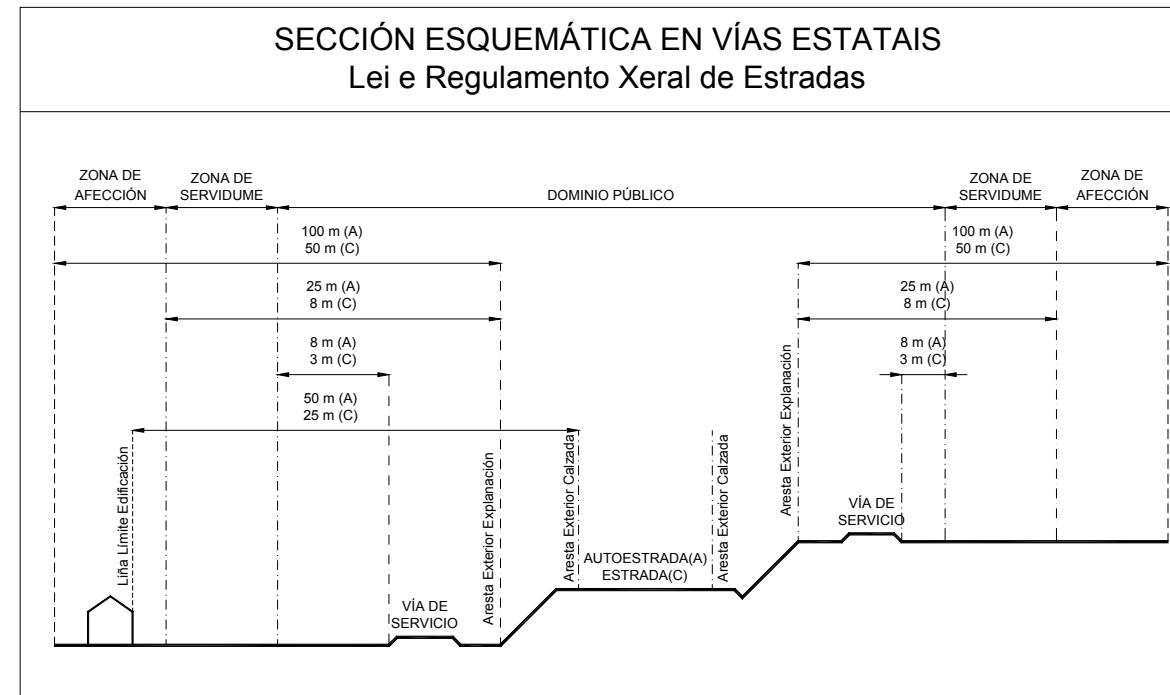 SECCIÓN ESQUEMÁTICA EN VÍAS ESTATAIS
Lei e Regulamento Xeral de Estradas
ZONA DE
AFECCIÓN
ZONA DE
SERVIDUME
DOMINIO PÚBLICO
ZONA DE
SERVIDUME
ZONA DE
AFECCIÓN
100 m (A)
50 m (C)
100 m (A)
50 m (C)
25 m (A)
8 m (C)
25 m (A)
8 m (C)
8 m (A)
3 m (C)
8 m (A)
3 m (C)
50 m (A)
25 m (C)
Liña Límite Edificación
Aresta Exterior Explanación
Aresta Exterior Calzada
Aresta Exterior Calzada
Aresta Exterior Explanación
VÍA DE
SERVICIO
AUTOESTRADA(A)
ESTRADA(C)
VÍA DE
SERVICIO